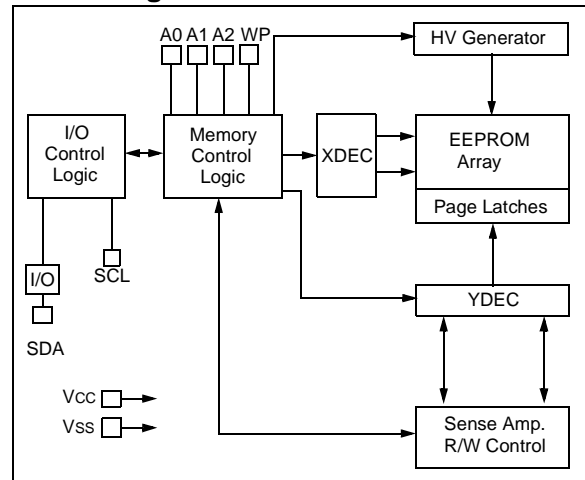 A0 A1 A2 WP
HV Generator
I/O
Control
Logic
Memory
Control
Logic
XDEC
EEPROM
Array
Page Latches
I/O
SCL
SDA
YDEC
Vcc
Vss
Sense Amp.
R/W Control